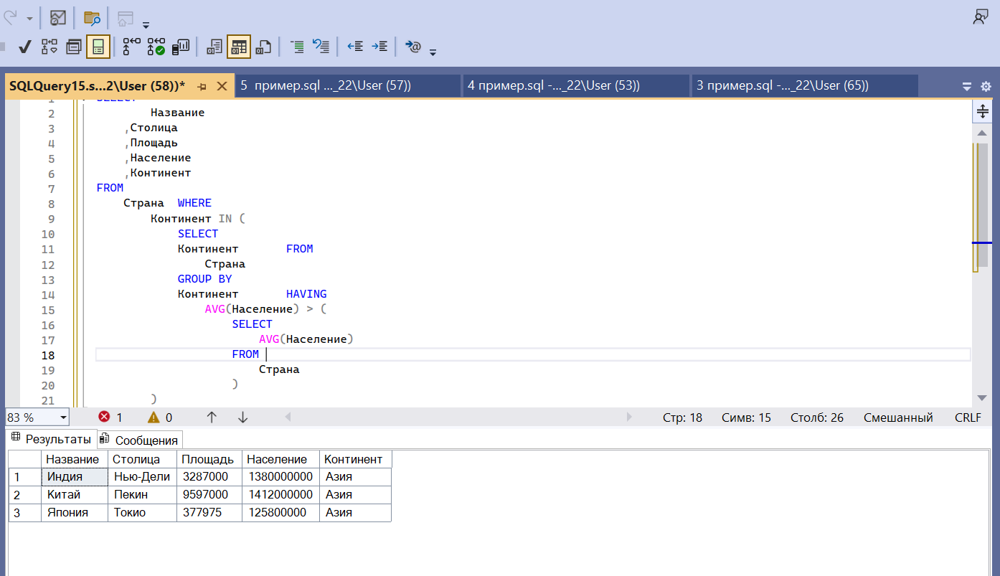 SQLQuery15.s...2\User (58))*
5 пример.sql ..._22\User (57))
4 пример.sql -..._22\User (53))
3 пример.sql -..._22\User (65))
1 SELECT
2 Название
3 ,Столица
4 ,Площадь
5 ,Население
6 ,Континент
7 FROM
8 Страна WHERE
9 Континент IN (
10 SELECT
11 Континент FROM
12 Страна
13 GROUP BY
14 Континент HAVING
15 AVG(Население) > (
16 SELECT
17 AVG(Население)
18 FROM
19 Страна
20 )
21 )
83 % 1 0 Стр: 18 Симв: 15 Столб: 26 Смешанный CRLF
Результаты Сообщения
Название Столица Площадь Население Континент
1 Индия Нью-Дели 3287000 1380000000 Азия
2 Китай Пекин 9597000 1412000000 Азия
3 Япония Токио 377975 125800000 Азия